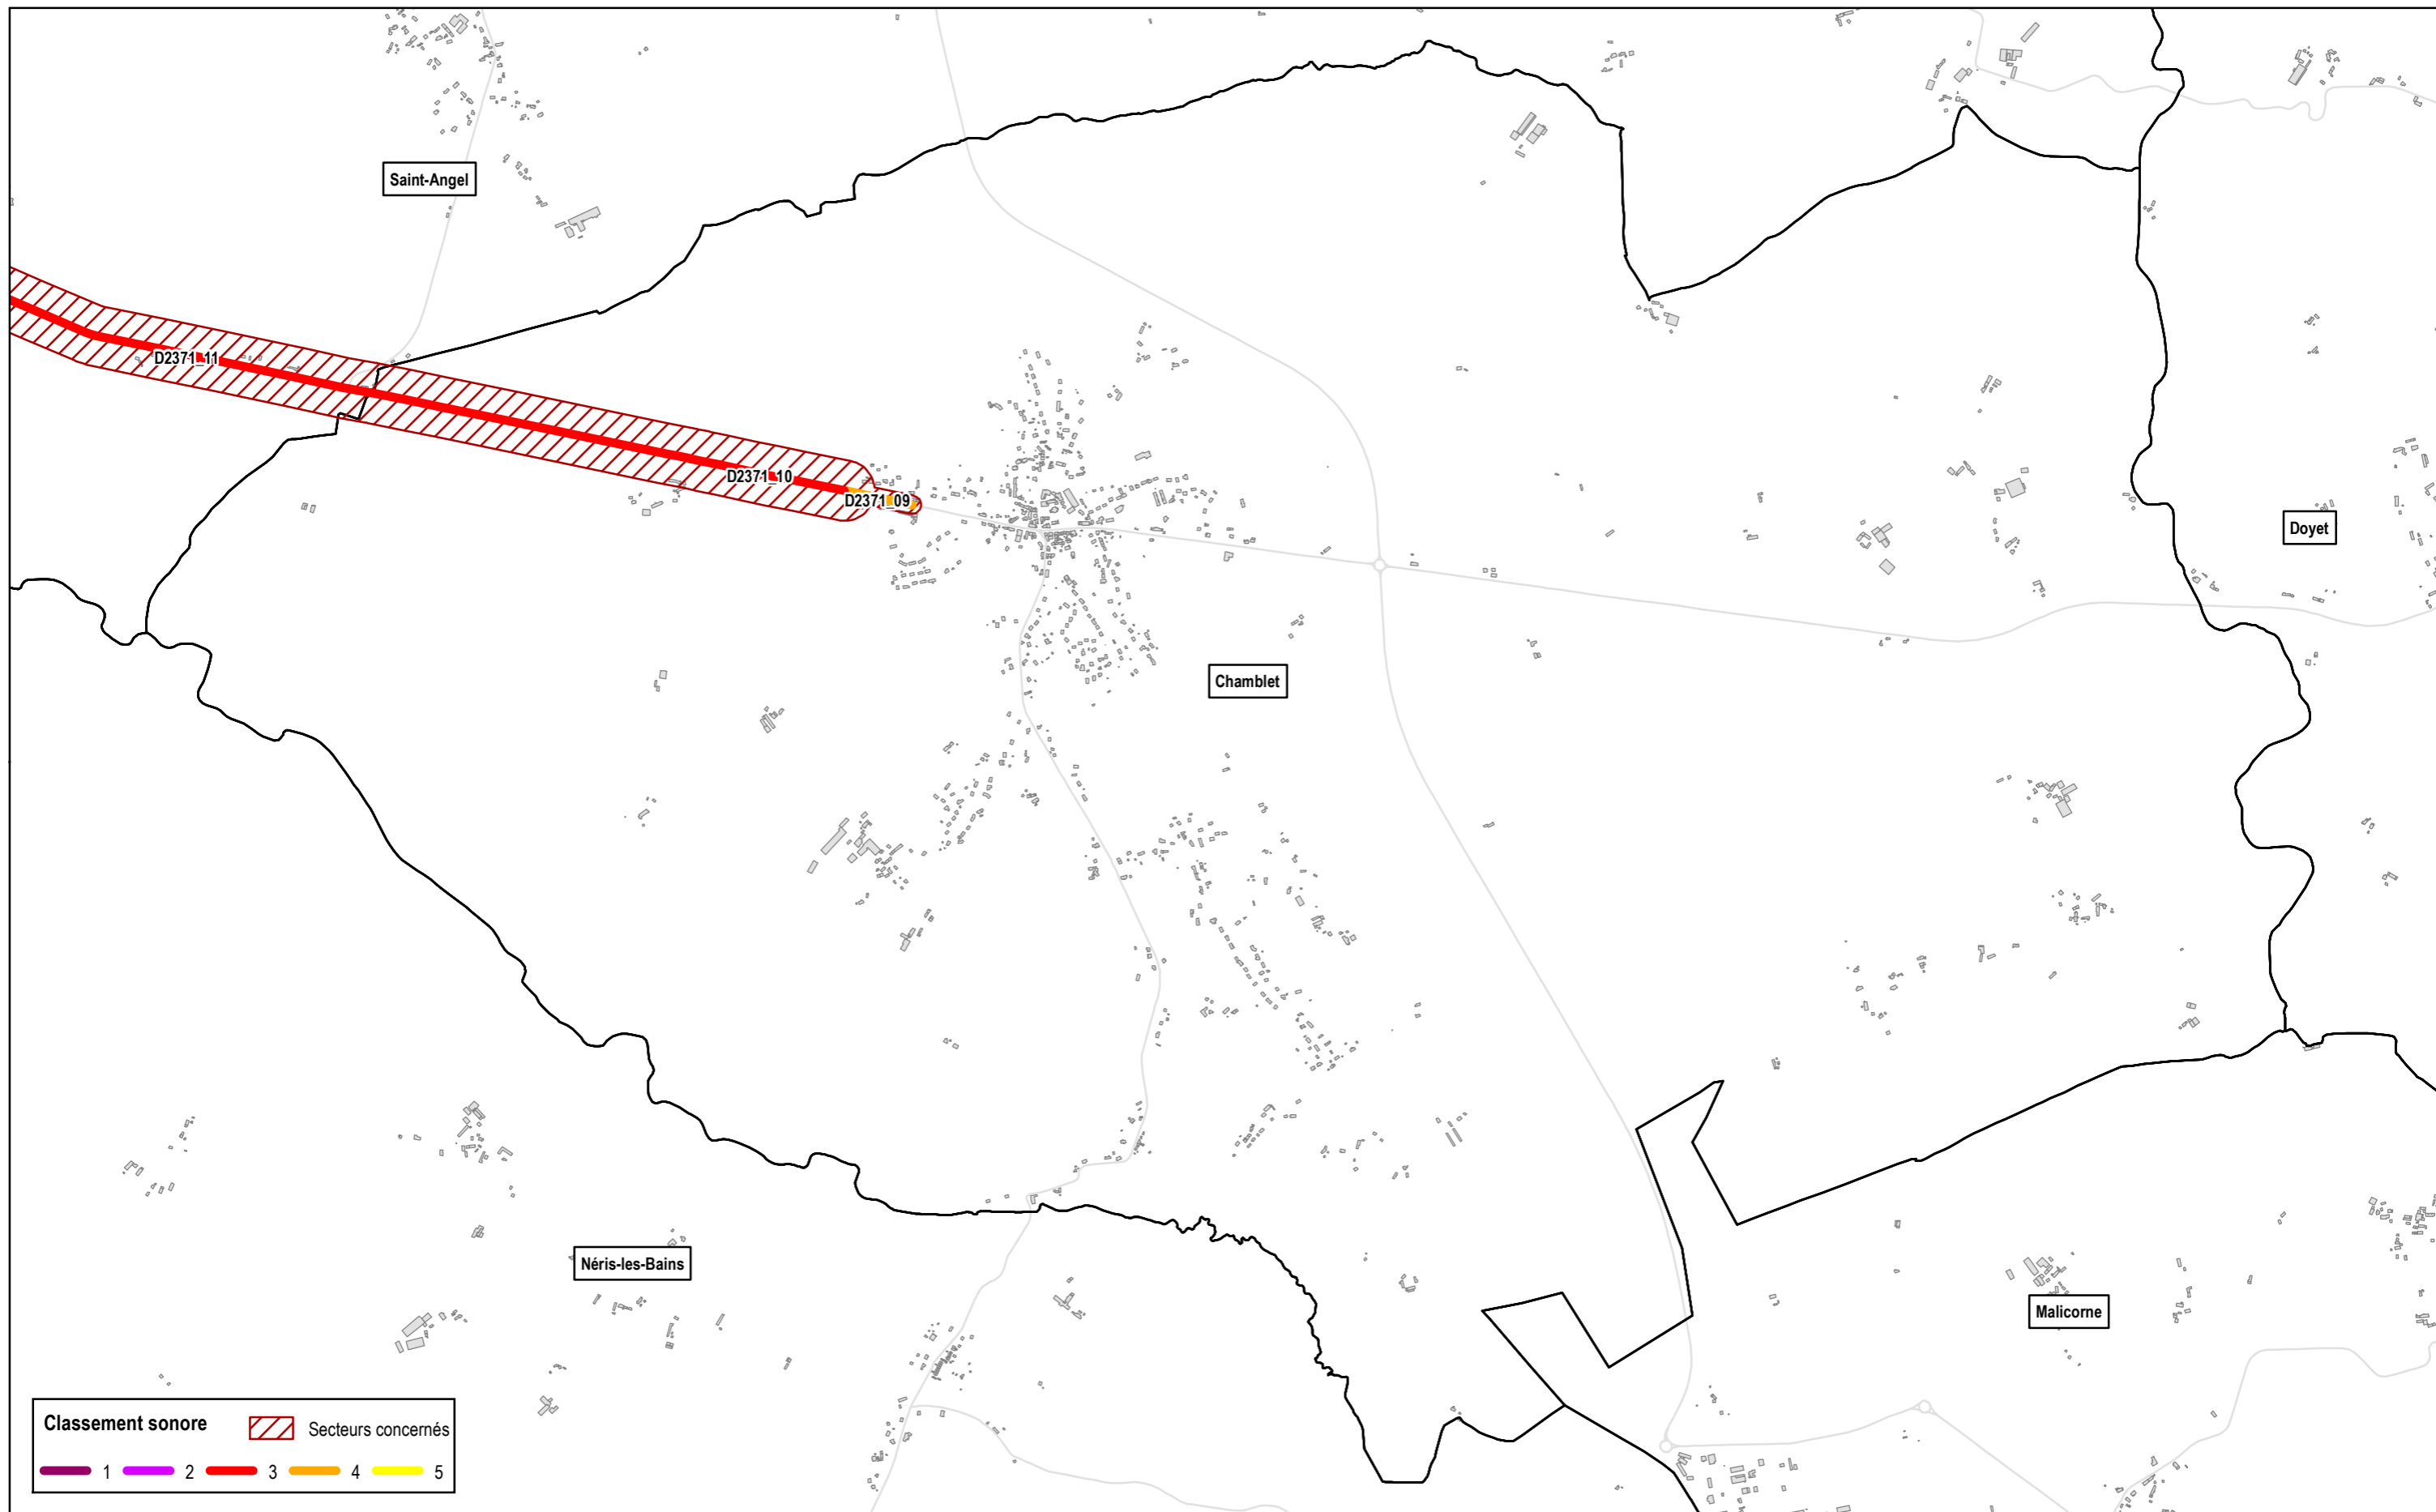 Saint-Angel
D2371_11
D2371_10
D2371_09
Doyet
Chamblet
Néris-les-Bains
Malicorne
Classement sonore
Secteurs concernés
1 2 3 4 5